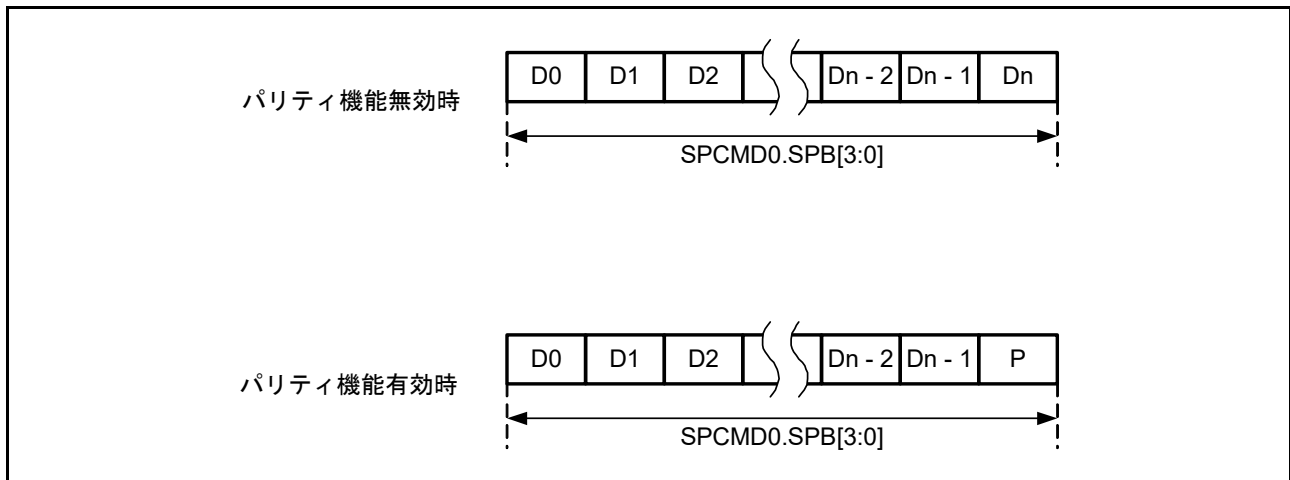 D0 D1 D2 Dn - 2 Dn - 1 Dn
パリティ機能無効時
SPCMD0.SPB[3:0]
D0 D1 D2 Dn - 2 Dn - 1 P
パリティ機能有効時
SPCMD0.SPB[3:0]